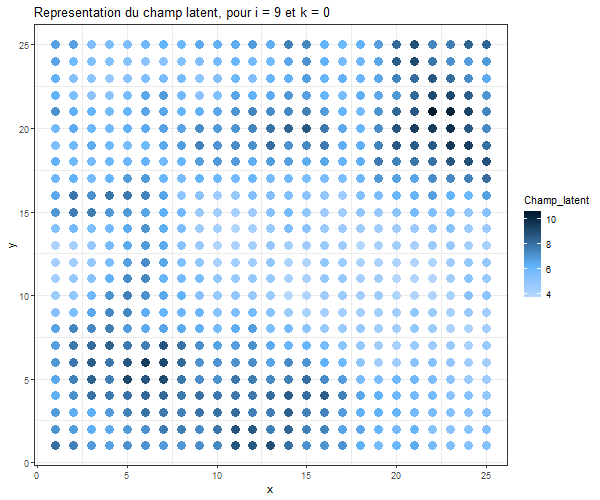 Representation du champ latent, pour i = 9 et k = 0
25
20
15
10
5
0
y
0 5 10 15 20 25
x
Champ_latent
10
8
6
4